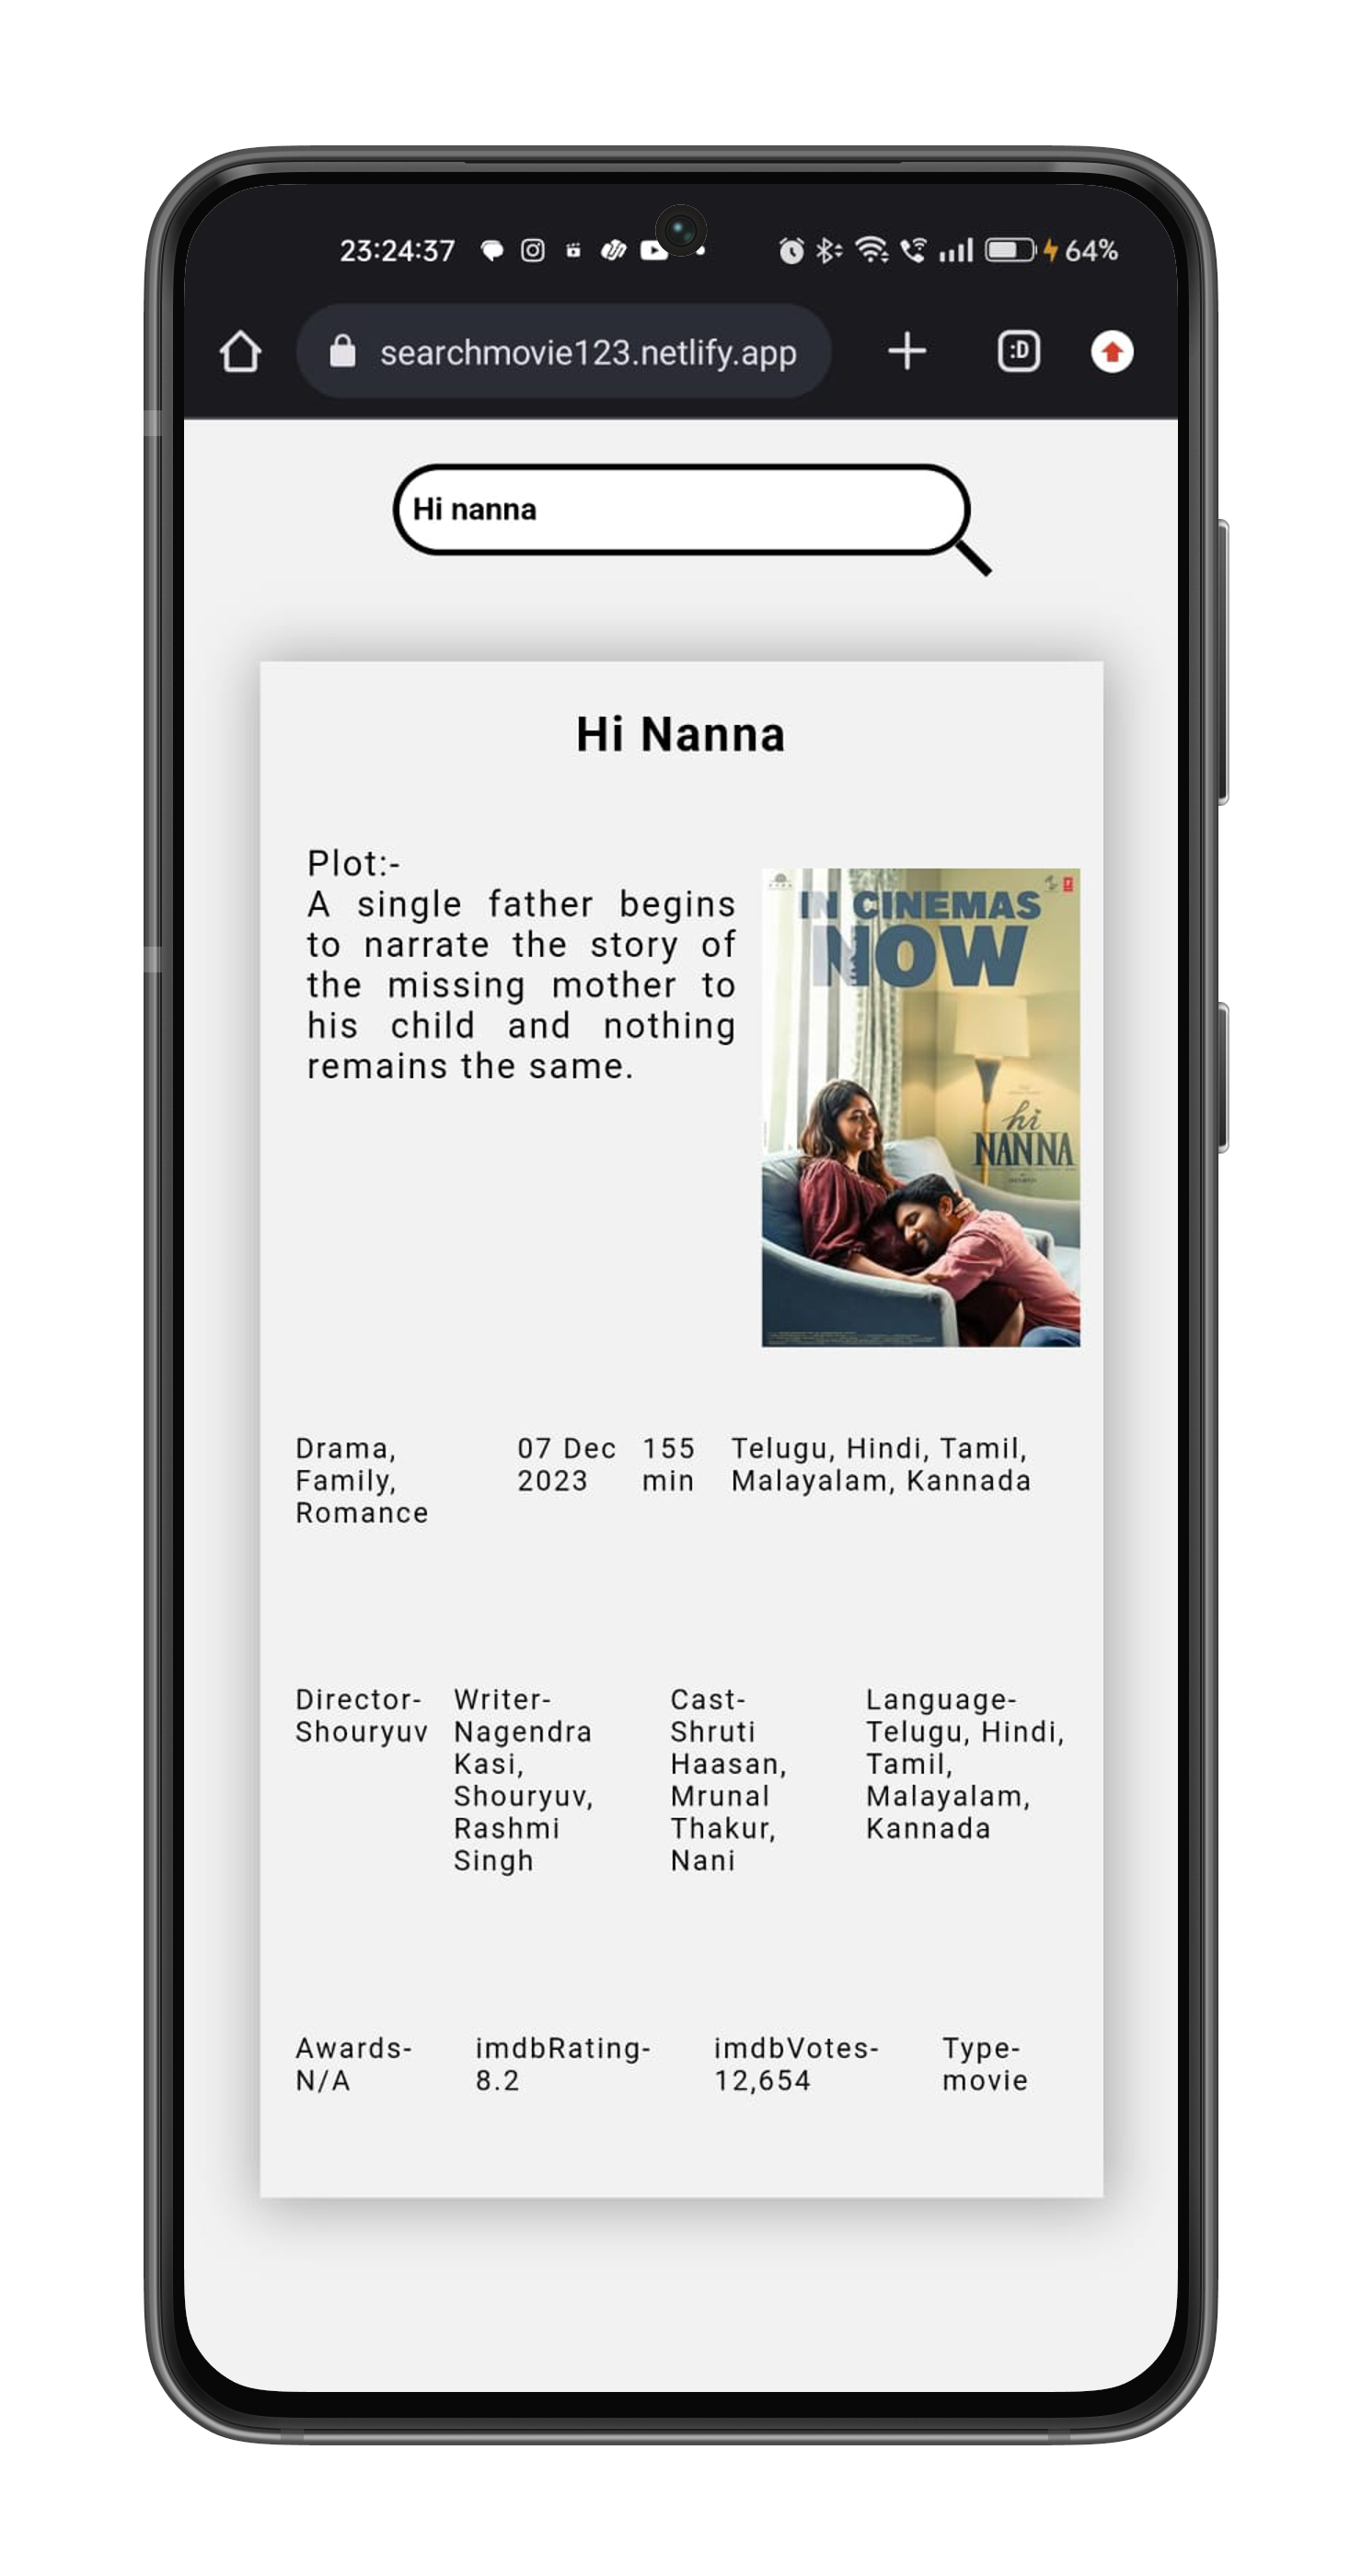 23:24:37
64%
searchmovie123.netlify.app
:D
Hi nanna
Hi Nanna
Plot:-
A single father begins
to narrate the story of
the missing mother to
his child and nothing
remains the same.
IN CINEMAS
NOW
hi
NANNA
Drama,
Family,
Romance
07 Dec
2023
155
min
Telugu, Hindi, Tamil,
Malayalam, Kannada
Director-
Shouryuv
Writer-
Nagendra
Kasi,
Shouryuv,
Rashmi
Singh
Cast-
Shruti
Haasan,
Mrunal
Thakur,
Nani
Language-
Telugu, Hindi,
Tamil,
Malayalam,
Kannada
Awards-
N/A
imdbRating-
8.2
imdbVotes-
12,654
Type-
movie